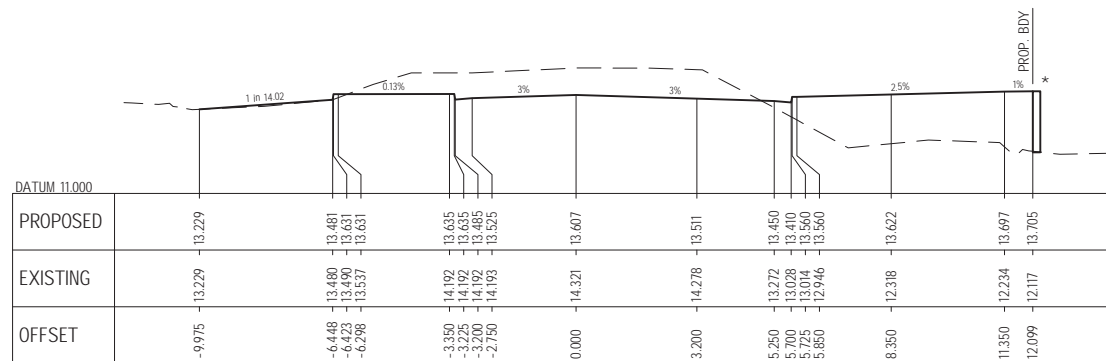 PROP. BDY
*
1 in 14.02
0.13%
3%
3%
2.5%
1%
DATUM 11.000
PROPOSED 13.229 13.481 13.631 13.631 13.635 13.635 13.485 13.525 13.607 13.511 13.450 13.410 13.560 13.560 13.622 13.697 13.705
EXISTING 13.229 13.480 13.490 13.537 14.192 14.192 14.192 14.193 14.321 14.278 13.272 13.028 13.014 12.946 12.318 12.234 12.117
OFFSET -9.975 -6.448 -6.423 -6.298 -3.350 -3.225 -3.200 -2.750 0.000 3.200 5.250 5.700 5.725 5.850 8.350 11.350 12.099